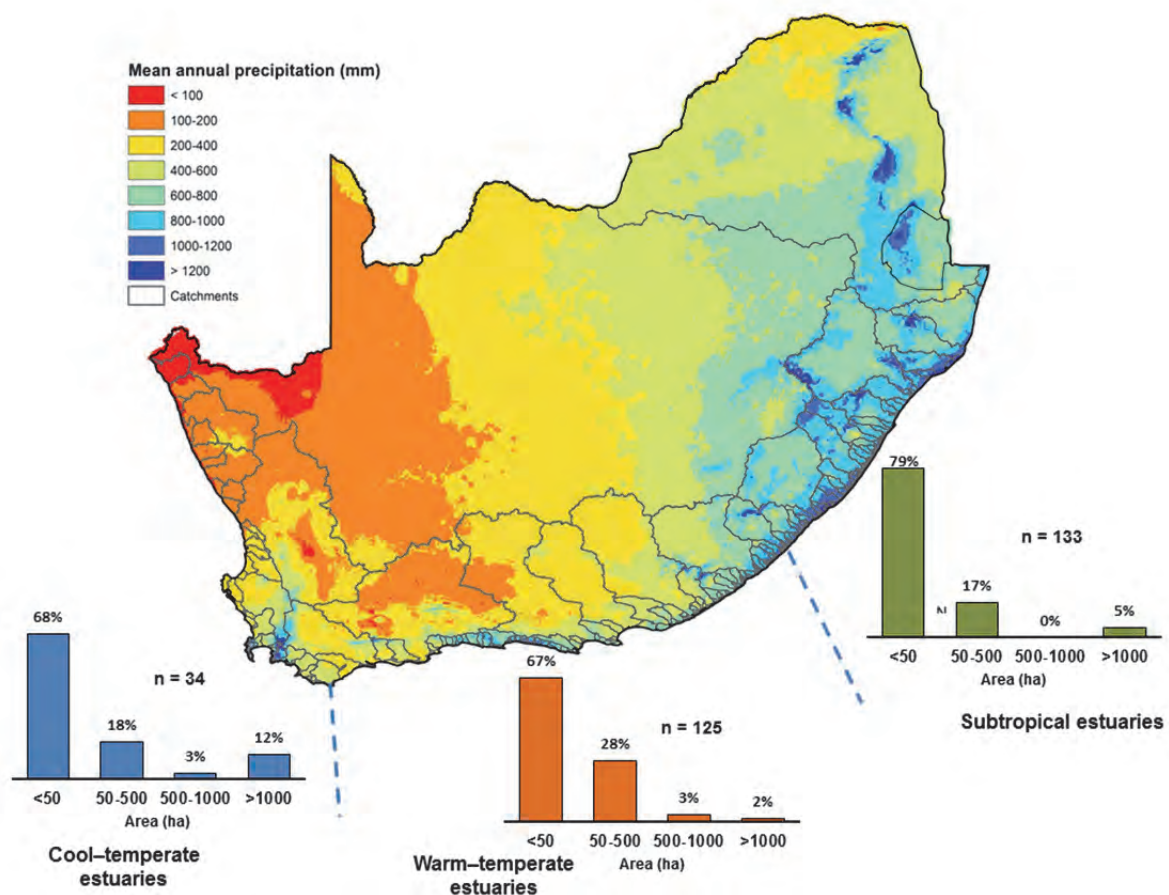 Mean annual precipitation (mm)
< 100
100-200
200-400
400-600
600-800
800-1000
1000-1200
> 1200
Catchments
79%
n = 133
17%
N
0%
5%
<50
50-500
500-1000
>1000
Area (ha)
Subtropical estuaries
68%
n = 34
18%
3%
12%
<50
50-500
500-1000
>1000
Area (ha)
Cool–temperate
estuaries
67%
n = 125
28%
3%
2%
<50
50-500
500-1000
>1000
Area (ha)
Warm–temperate
estuaries